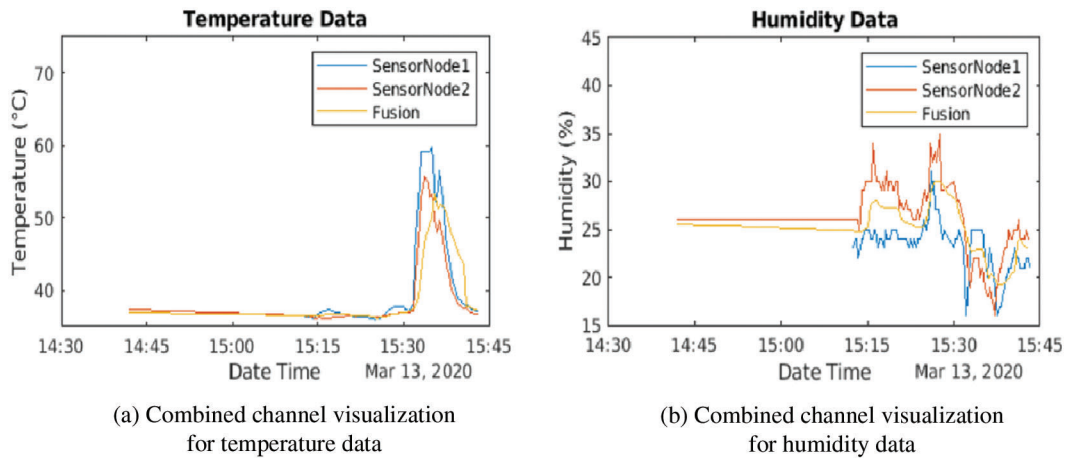 Temperature Data
SensorNode1
SensorNode2
Fusion
70
60
50
40
Temperature (°C)
14:30 14:45 15:00 15:15 15:30 15:45
Date Time
Mar 13, 2020
(a) Combined channel visualization
for temperature data
Humidity Data
SensorNode1
SensorNode2
Fusion
45
40
35
30
25
20
15
Humidity (%)
14:30 14:45 15:00 15:15 15:30 15:45
Date Time
Mar 13, 2020
(b) Combined channel visualization
for humidity data